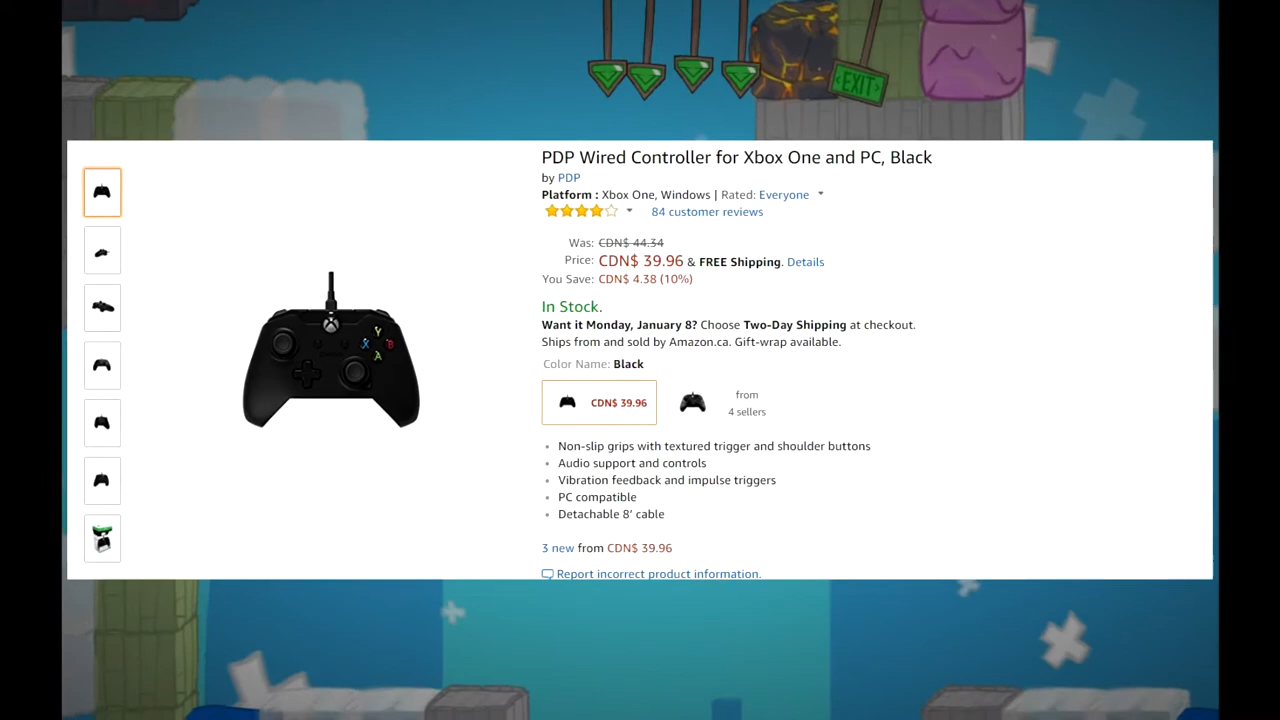 <EXIT>
PDP Wired Controller for Xbox One and PC, Black
by PDP
Platform : Xbox One, Windows | Rated: Everyone
84 customer reviews
Was: CDN$ 44.34
Price: CDN$ 39.96 & FREE Shipping. Details
You Save: CDN$ 4.38 (10%)
In Stock.
Want it Monday, January 8? Choose Two-Day Shipping at checkout.
Ships from and sold by Amazon.ca. Gift-wrap available.
Color Name: Black
CDN$ 39.96
from
4 sellers
Y
X B
A
• Non-slip grips with textured trigger and shoulder buttons
• Audio support and controls
• Vibration feedback and impulse triggers
• PC compatible
• Detachable 8' cable
3 new from CDN$ 39.96
Report incorrect product information.